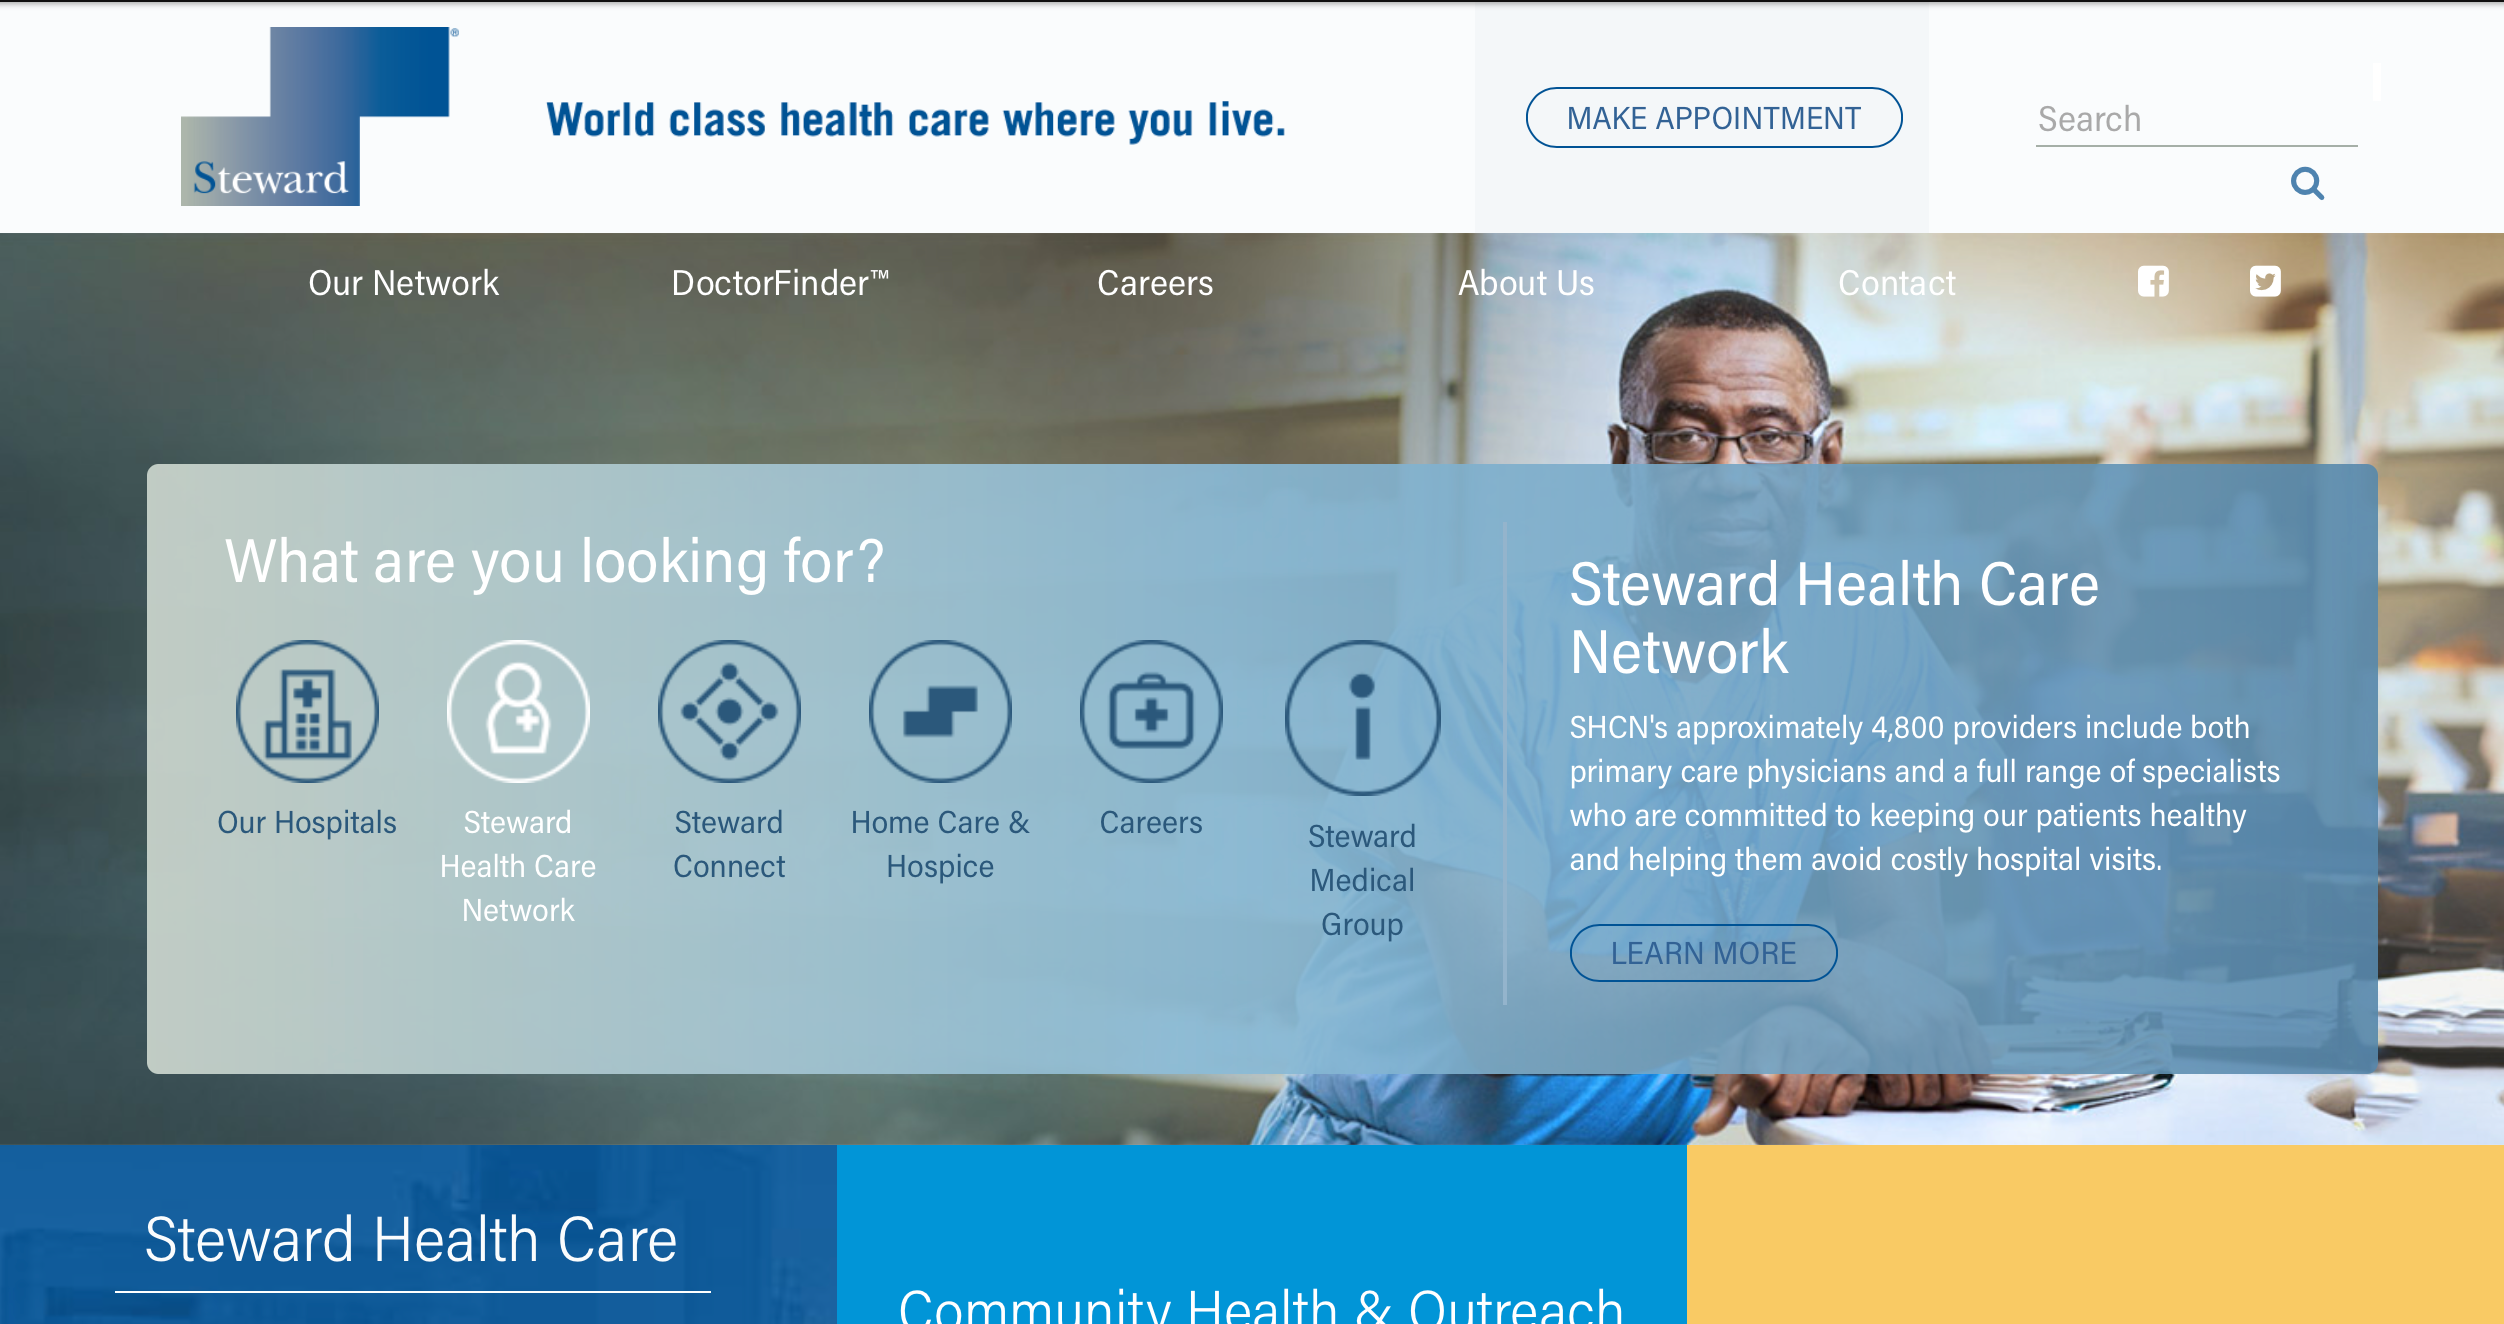 Steward®
World class health care where you live.
MAKE APPOINTMENT
Search
Our Network
DoctorFinder™
Careers
About Us
Contact
What are you looking for?
Our Hospitals
Steward
Health Care
Network
Steward
Connect
Home Care &
Hospice
Careers
Steward
Medical
Group
Steward Health Care
Network
SHCN's approximately 4,800 providers include both
primary care physicians and a full range of specialists
who are committed to keeping our patients healthy
and helping them avoid costly hospital visits.
LEARN MORE
Steward Health Care
Community Health & Outreach